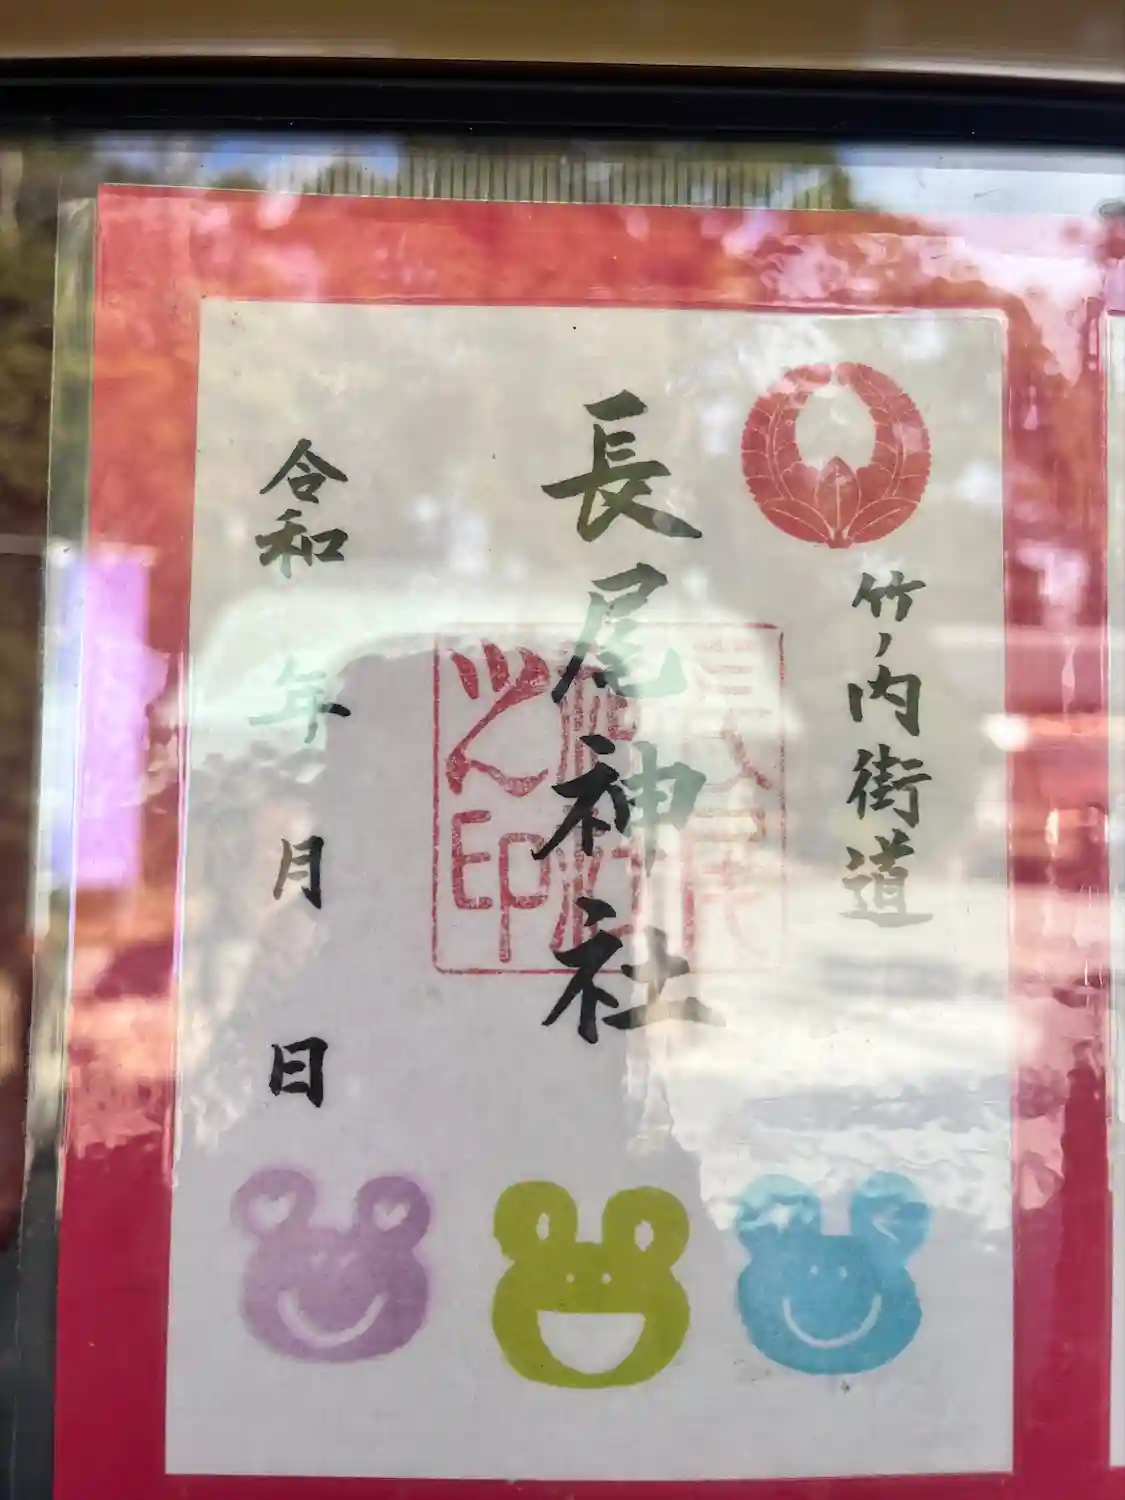 竹ノ内街道
長尾神社
令和 年 月 日